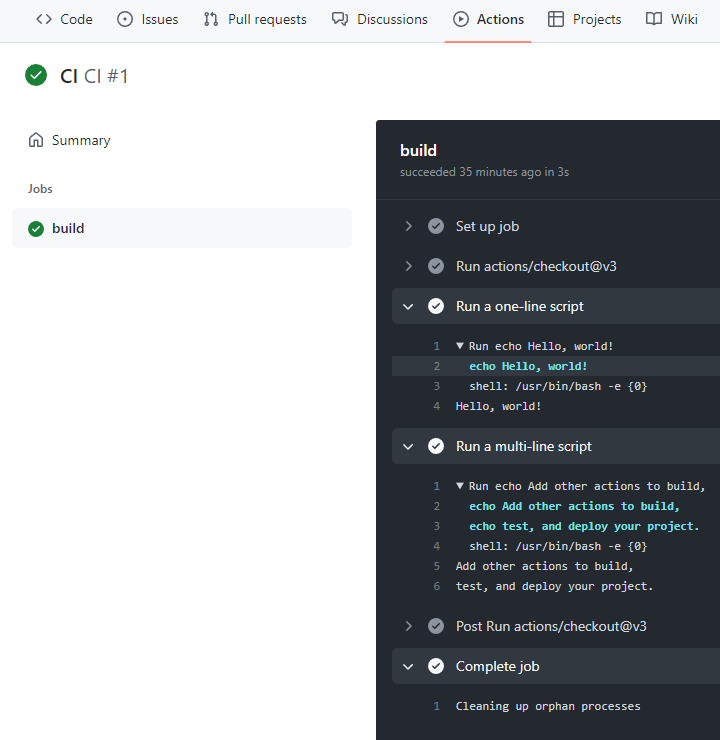 Code Issues Pull requests Discussions Actions Projects Wiki
CI CI #1
Summary
Jobs
build
build
succeeded 35 minutes ago in 3s
Set up job
Run actions/checkout@v3
Run a one-line script
1 ▼ Run echo Hello, world!
2 echo Hello, world!
3 shell: /usr/bin/bash -e {0}
4 Hello, world!
Run a multi-line script
1 ▼ Run echo Add other actions to build,
2 echo Add other actions to build,
3 echo test, and deploy your project.
4 shell: /usr/bin/bash -e {0}
5 Add other actions to build,
6 test, and deploy your project.
Post Run actions/checkout@v3
Complete job
1 Cleaning up orphan processes